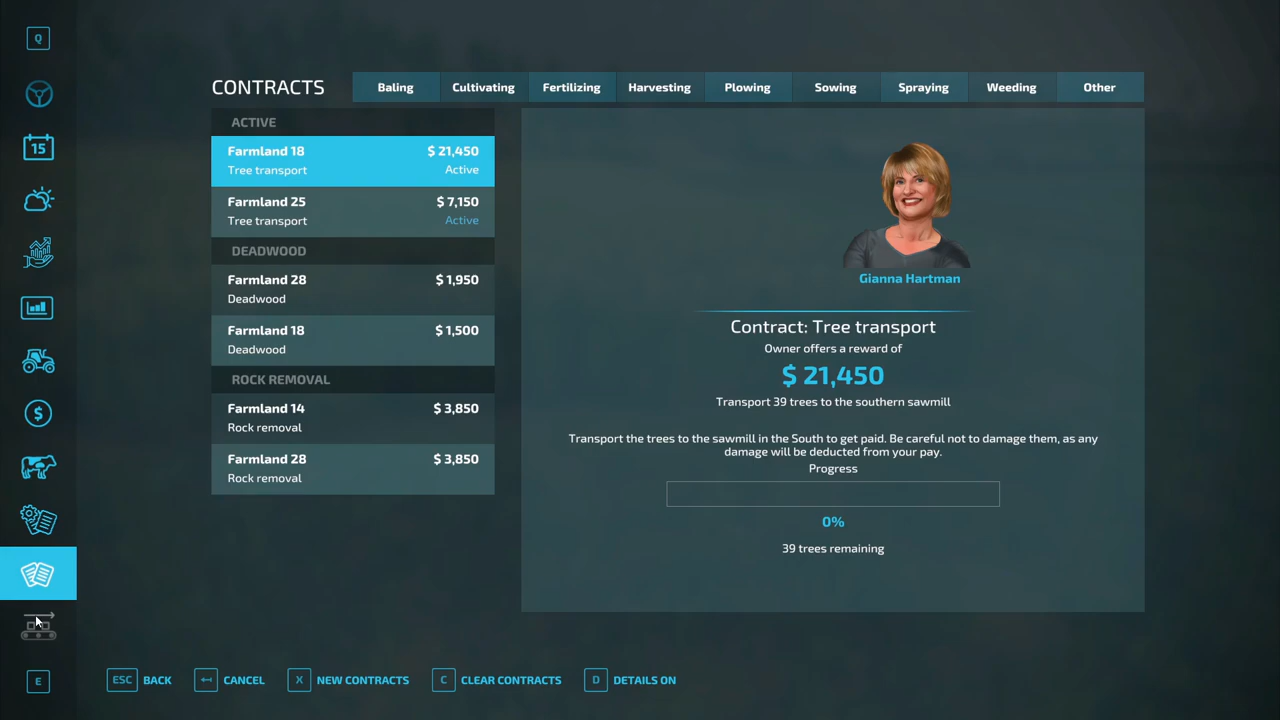 Q
15
E
CONTRACTS
Baling
Cultivating
Fertilizing
Harvesting
Plowing
Sowing
Spraying
Weeding
Other
ACTIVE
Farmland 18 $ 21,450
Tree transport Active
Farmland 25 $ 7,150
Tree transport Active
DEADWOOD
Farmland 28 $ 1,950
Deadwood
Farmland 18 $ 1,500
Deadwood
ROCK REMOVAL
Farmland 14 $ 3,850
Rock removal
Farmland 28 $ 3,850
Rock removal
Gianna Hartman
Contract: Tree transport
Owner offers a reward of
$ 21,450
Transport 39 trees to the southern sawmill
Transport the trees to the sawmill in the South to get paid. Be careful not to damage them, as any
damage will be deducted from your pay.
Progress
0%
39 trees remaining
ESC BACK
CANCEL
X NEW CONTRACTS
C CLEAR CONTRACTS
D DETAILS ON